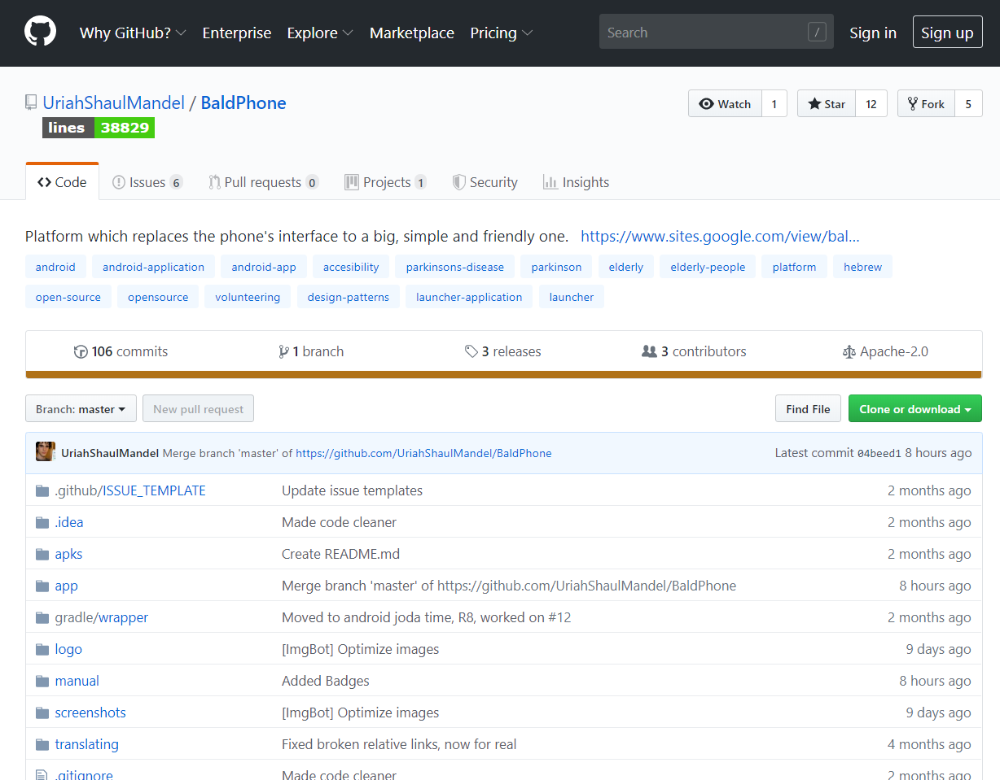 Why GitHub? Enterprise Explore Marketplace Pricing Search / Sign in Sign up
UriahShaulMandel / BaldPhone Watch 1 Star 12 Fork 5
lines 38829
Code Issues 6 Pull requests 0 Projects 1 Security Insights
Platform which replaces the phone's interface to a big, simple and friendly one. https://www.sites.google.com/view/bal...
android android-application android-app accesibility parkinsons-disease parkinson elderly elderly-people platform hebrew
open-source opensource volunteering design-patterns launcher-application launcher
106 commits 1 branch 3 releases 3 contributors Apache-2.0
Branch: master New pull request Find File Clone or download
UriahShaulMandel Merge branch 'master' of https://github.com/UriahShaulMandel/BaldPhone Latest commit 04beed1 8 hours ago
.github/ISSUE_TEMPLATE Update issue templates 2 months ago
.idea Made code cleaner 2 months ago
apks Create README.md 2 months ago
app Merge branch 'master' of https://github.com/UriahShaulMandel/BaldPhone 8 hours ago
gradle/wrapper Moved to android joda time, R8, worked on #12 2 months ago
logo [ImgBot] Optimize images 9 days ago
manual Added Badges 8 hours ago
screenshots [ImgBot] Optimize images 9 days ago
translating Fixed broken relative links, now for real 4 months ago
.gitignore Made code cleaner 2 months ago